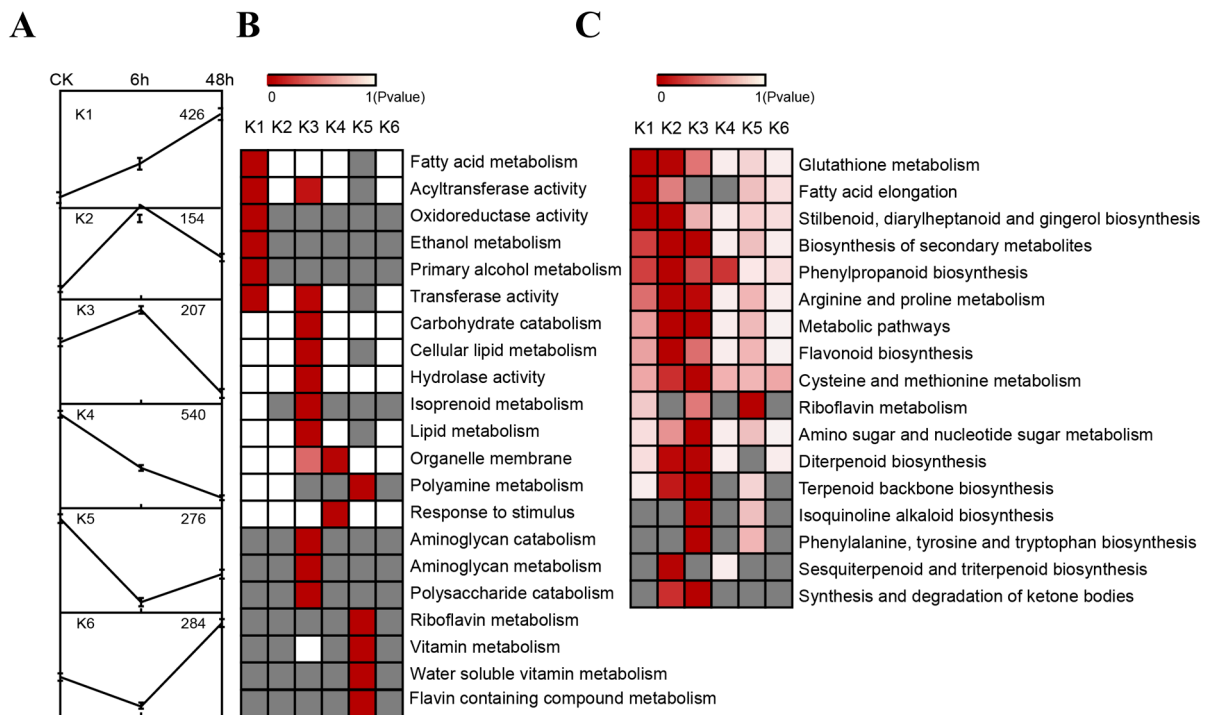 A
B
C
CK 6h 48h
K1 426
K2 154
K3 207
K4 540
K5 276
K6 284
0 1(Pvalue)
K1 K2 K3 K4 K5 K6
Fatty acid metabolism
Acyltransferase activity
Oxidoreductase activity
Ethanol metabolism
Primary alcohol metabolism
Transferase activity
Carbohydrate catabolism
Cellular lipid metabolism
Hydrolase activity
Isoprenoid metabolism
Lipid metabolism
Organelle membrane
Polyamine metabolism
Response to stimulus
Aminoglycan catabolism
Aminoglycan metabolism
Polysaccharide catabolism
Riboflavin metabolism
Vitamin metabolism
Water soluble vitamin metabolism
Flavin containing compound metabolism
0 1(Pvalue)
K1 K2 K3 K4 K5 K6
Glutathione metabolism
Fatty acid elongation
Stilbenoid, diarylheptanoid and gingerol biosynthesis
Biosynthesis of secondary metabolites
Phenylpropanoid biosynthesis
Arginine and proline metabolism
Metabolic pathways
Flavonoid biosynthesis
Cysteine and methionine metabolism
Riboflavin metabolism
Amino sugar and nucleotide sugar metabolism
Diterpenoid biosynthesis
Terpenoid backbone biosynthesis
Isoquinoline alkaloid biosynthesis
Phenylalanine, tyrosine and tryptophan biosynthesis
Sesquiterpenoid and triterpenoid biosynthesis
Synthesis and degradation of ketone bodies